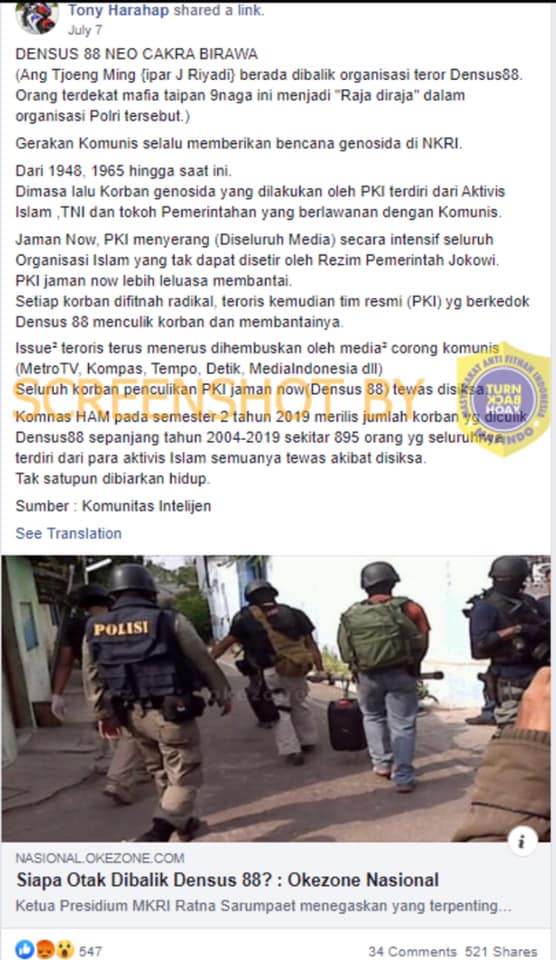 Tony Harahap shared a link.
July 7
DENSUS 88 NEO CAKRA BIRAWA
(Ang Tjoeng Ming {ipar J Riyadi} berada dibalik organisasi teror Densus88.
Orang terdekat mafia taipan 9naga ini menjadi "Raja diraja" dalam
organisasi Polri tersebut.)
Gerakan Komunis selalu memberikan bencana genosida di NKRI.
Dari 1948, 1965 hingga saat ini.
Dimasa lalu Korban genosida yang dilakukan oleh PKI terdiri dari Aktivis
Islam ,TNI dan tokoh Pemerintahan yang berlawanan dengan Komunis.
Jaman Now, PKI menyerang (Diseluruh Media) secara intensif seluruh
Organisasi Islam yang tak dapat disetir oleh Rezim Pemerintah Jokowi.
PKI jaman now lebih leluasa membantai.
Setiap korban difitnah radikal, teroris kemudian tim resmi (PKI) yg berkedok
Densus 88 menculik korban dan membantainya.
Issue² teroris terus menerus dihembuskan oleh media² corong komunis
(MetroTV, Kompas, Tempo, Detik, MediaIndonesia dll)
Seluruh korban penculikan PKI jaman now(Densus 88) tewas disiksa.
SCREENSHOT BY
MASYARAKAT ANTI FITNAH INDONESIA
TURN
BACK
HOAX
MAFINDO
Komnas HAM pada semester 2 tahun 2019 merilis jumlah korban yg diculik
Densus88 sepanjang tahun 2004-2019 sekitar 895 orang yg seluruhnya
terdiri dari para aktivis Islam semuanya tewas akibat disiksa.
Tak satupun dibiarkan hidup.
Sumber : Komunitas Intelijen
See Translation
POLISI
okezone
NASIONAL.OKEZONE.COM
Siapa Otak Dibalik Densus 88? : Okezone Nasional
Ketua Presidium MKRI Ratna Sarumpaet menegaskan yang terpenting...
547
34 Comments 521 Shares